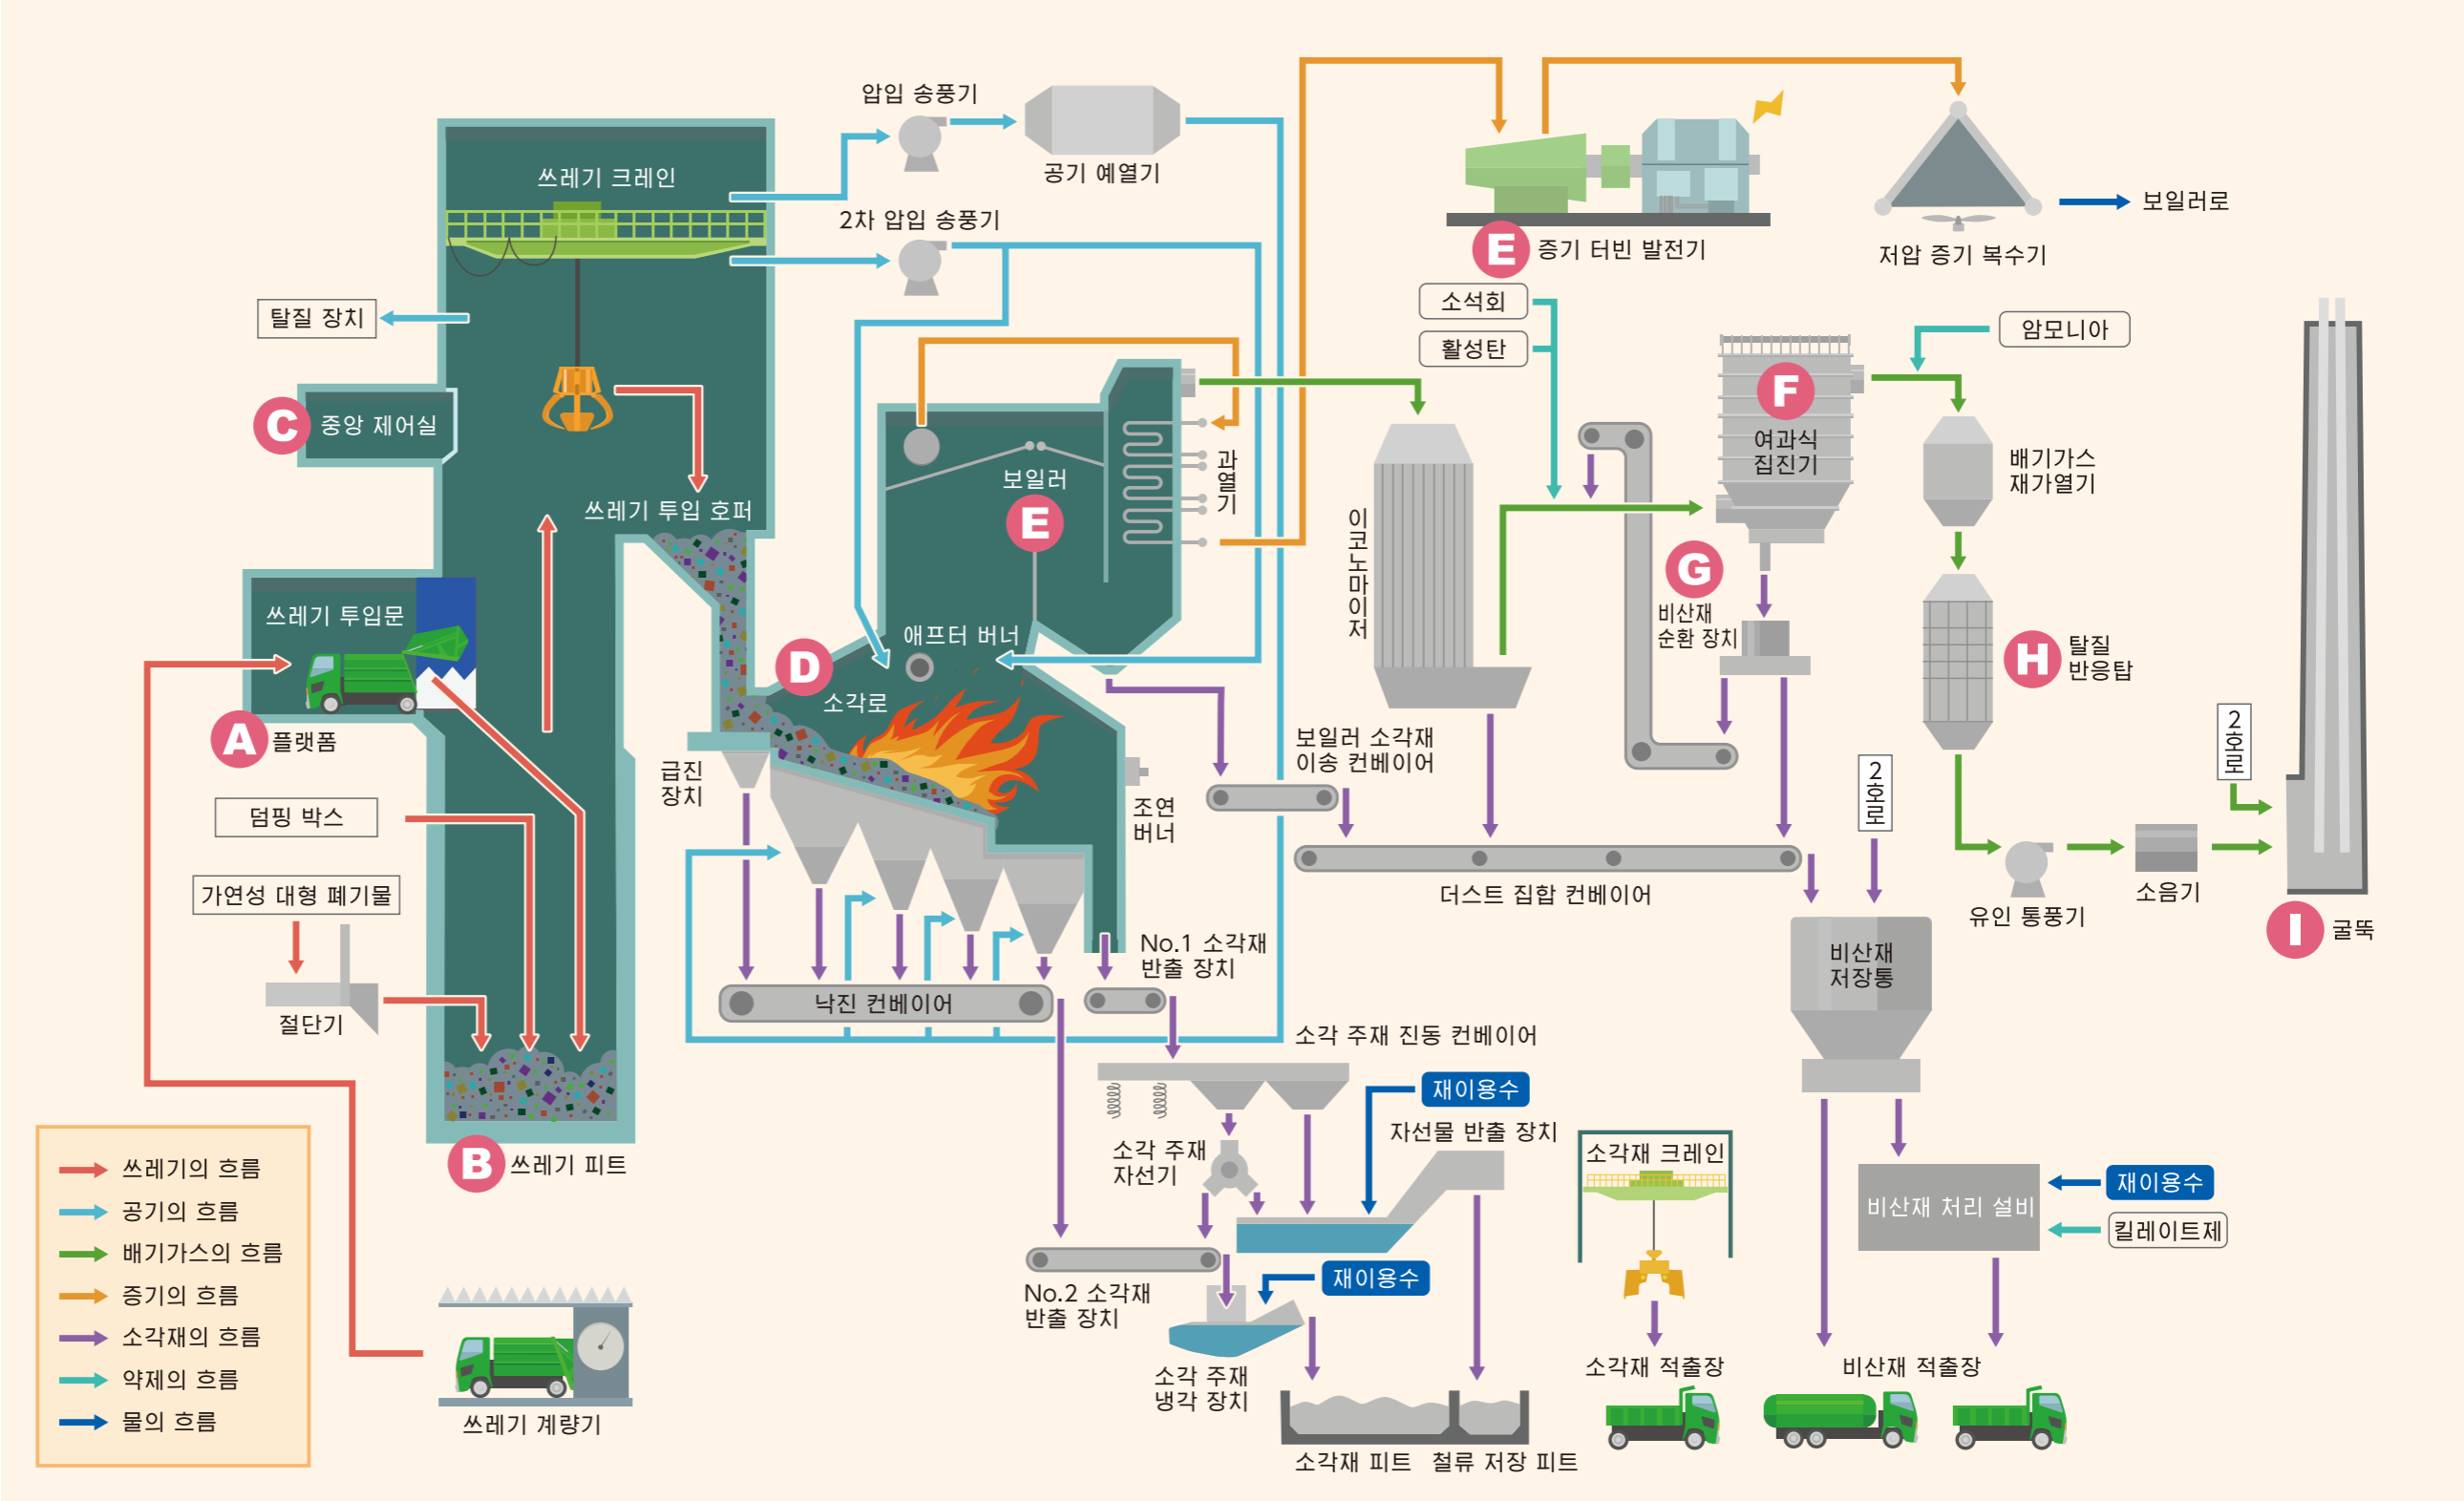 압입 송풍기
공기 예열기
쓰레기 크레인
2차 압입 송풍기
보일러로
E
증기 터빈 발전기
저압 증기 복수기
탈질 장치
소석회
활성탄
암모니아
C
중앙 제어실
F
여과식
집진기
배기가스
재가열기
보일러
E
과열기
쓰레기 투입 호퍼
이코노마이저
G
비산재
순환 장치
쓰레기 투입문
애프터 버너
D
소각로
H
탈질
반응탑
A
플랫폼
급진
장치
보일러 소각재
이송 컨베이어
2호로
2호로
덤핑 박스
조연
버너
가연성 대형 폐기물
더스트 집합 컨베이어
유인 통풍기
소음기
I
굴뚝
No.1 소각재
반출 장치
비산재
저장통
낙진 컨베이어
절단기
소각 주재 진동 컨베이어
재이용수
자선물 반출 장치
소각 주재
자선기
소각재 크레인
B
쓰레기 피트
재이용수
비산재 처리 설비
킬레이트제
쓰레기의 흐름
공기의 흐름
배기가스의 흐름
증기의 흐름
소각재의 흐름
약제의 흐름
물의 흐름
재이용수
No.2 소각재
반출 장치
소각 주재
냉각 장치
소각재 적출장
비산재 적출장
쓰레기 계량기
소각재 피트
철류 저장 피트